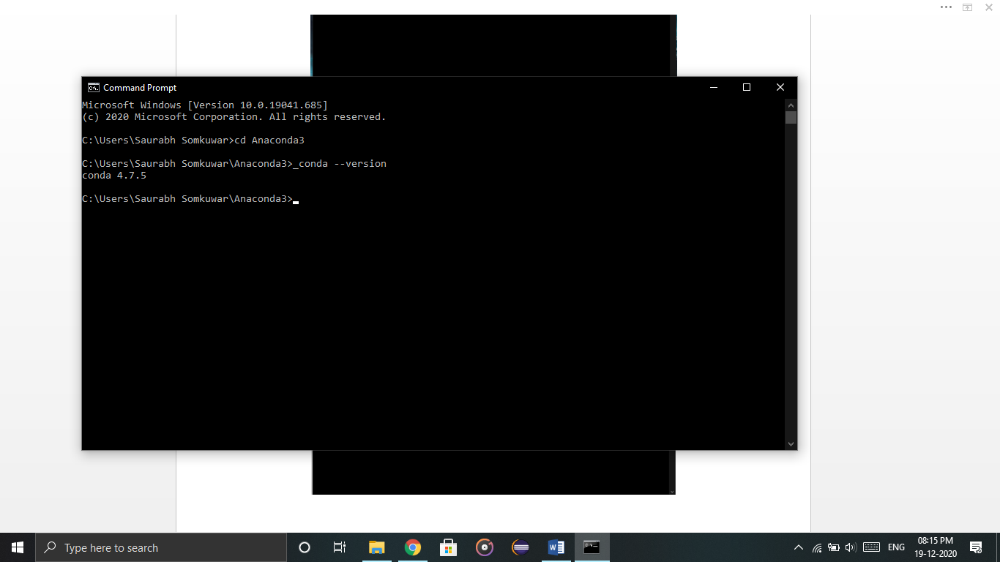 Command Prompt
Microsoft Windows [Version 10.0.19041.685]
(c) 2020 Microsoft Corporation. All rights reserved.
C:\Users\Saurabh Somkuwar>cd Anaconda3
C:\Users\Saurabh Somkuwar\Anaconda3>_conda --version
conda 4.7.5
C:\Users\Saurabh Somkuwar\Anaconda3>
Type here to search
ENG
08:15 PM
19-12-2020